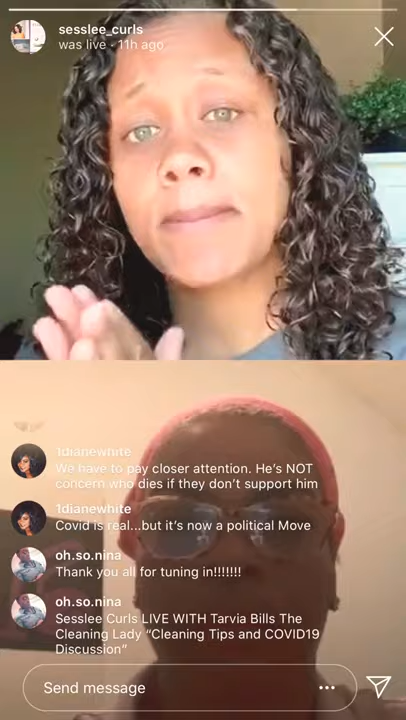 sesslee_curls
was live · 11h ago
1dianewhite
We have to pay closer attention. He's NOT
concern who dies if they don't support him
1dianewhite
Covid is real...but it's now a political Move
oh.so.nina
Thank you all for tuning in!!!!!!!
oh.so.nina
Sesslee Curls LIVE WITH Tarvia Bills The
Cleaning Lady “Cleaning Tips and COVID19
Discussion”
Send message